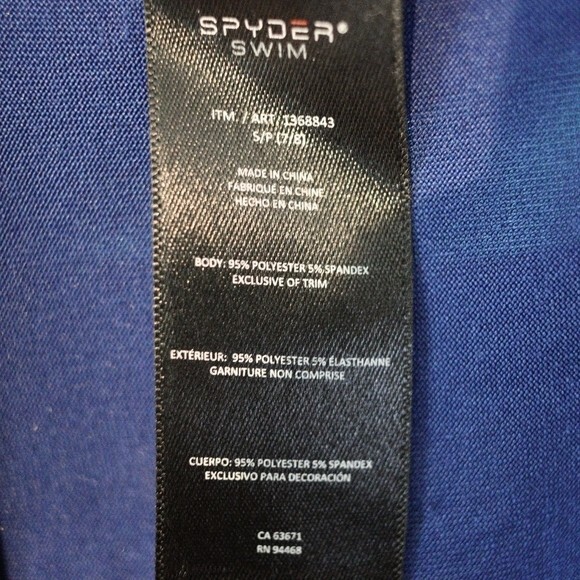 SPYDER®
SWIM
ITM. / ART. 1368843
S/P (7/8)
MADE IN CHINA
FABRIQUE EN CHINE
HECHO EN CHINA
BODY: 95% POLYESTER 5% SPANDEX
EXCLUSIVE OF TRIM
EXTÉRIEUR: 95% POLYESTER 5% ÉLASTHANNE
GARNITURE NON COMPRISE
CUERPO: 95% POLYESTER 5% SPANDEX
EXCLUSIVO PARA DECORACIÓN
CA 63671
RN 94468